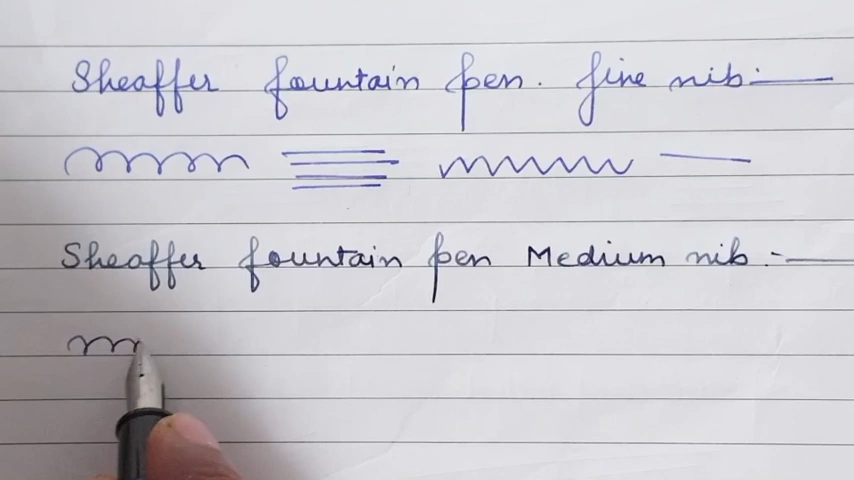 Sheaffer fountain pen. fine nib:—
Sheaffer fountain pen Medium nib :-